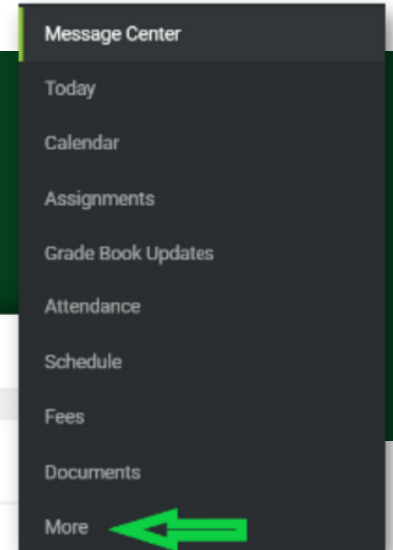 Message Center
Today
Calendar
Assignments
Grade Book Updates
Attendance
Schedule
Fees
Documents
More